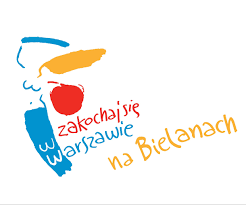 zakochaj się
w Warszawie
na Bielanach